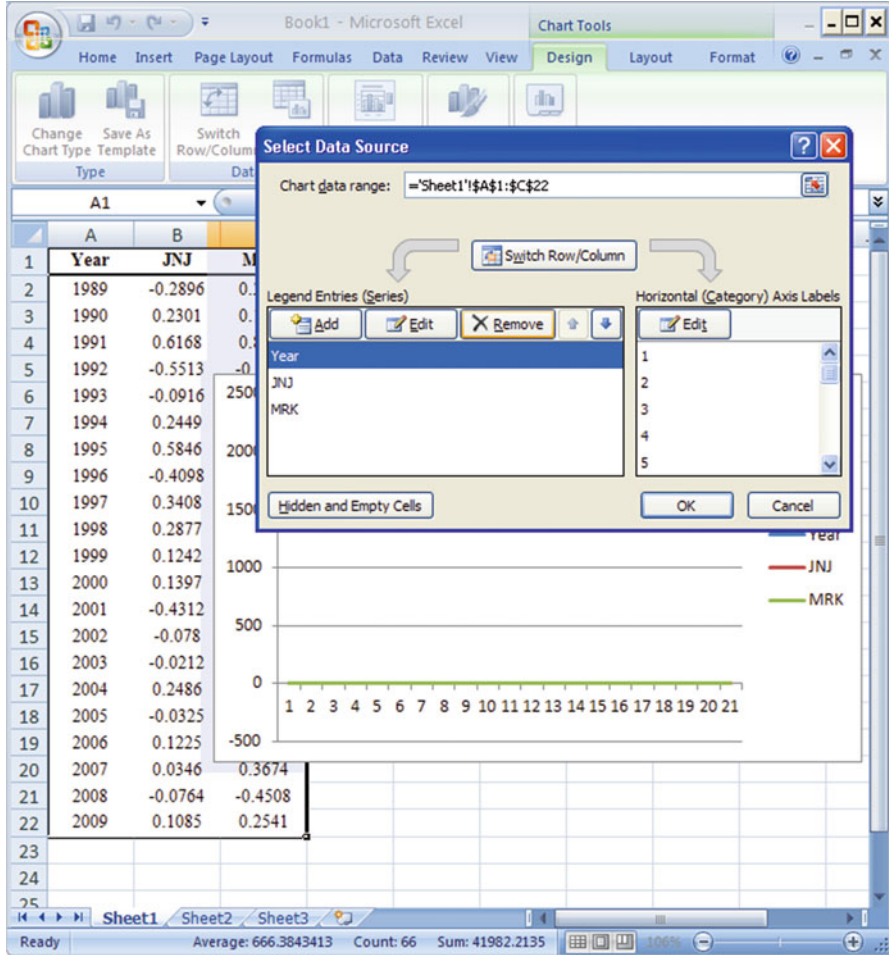 Book1 - Microsoft Excel
Chart Tools
Home Insert Page Layout Formulas Data Review View Design Layout Format
Change Chart Type
Save As Template
Switch Row/Colum
Type
Dat
A1
A B
1 Year JNJ M
2 1989 -0.2896
3 1990 0.2301
4 1991 0.6168
5 1992 -0.5513
6 1993 -0.0916
7 1994 0.2449
8 1995 0.5846
9 1996 -0.4098
10 1997 0.3408
11 1998 0.2877
12 1999 0.1242
13 2000 0.1397
14 2001 -0.4312
15 2002 -0.078
16 2003 -0.0212
17 2004 0.2486
18 2005 -0.0325
19 2006 0.1225
20 2007 0.0346 0.3674
21 2008 -0.0764 -0.4508
22 2009 0.1085 0.2541
23
24
25
Select Data Source
Chart data range: ='Sheet1'!$A$1:$C$22
Switch Row/Column
Legend Entries (Series)
Add Edit Remove
Year
JNJ
MRK
Horizontal (Category) Axis Labels
Edit
1
2
3
4
5
Hidden and Empty Cells
OK Cancel
1000
500
0
-500
1 2 3 4 5 6 7 8 9 10 11 12 13 14 15 16 17 18 19 20 21
Year
JNJ
MRK
Sheet1 Sheet2 Sheet3
Ready Average: 666.3843413 Count: 66 Sum: 41982.2135 106%